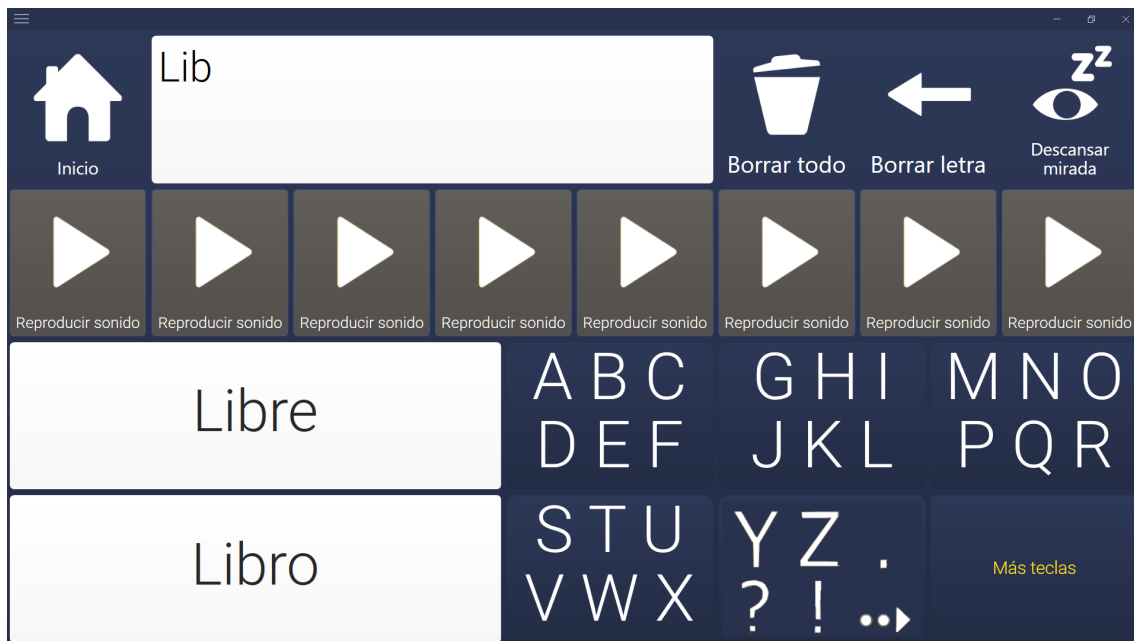 Lib
Inicio
Borrar todo
Borrar letra
Descansar
mirada
Reproducir sonido
Reproducir sonido
Reproducir sonido
Reproducir sonido
Reproducir sonido
Reproducir sonido
Reproducir sonido
Reproducir sonido
Libre
A B C
D E F
G H I
J K L
M N O
P Q R
Libro
S T U
V W X
Y Z .
? !
Más teclas